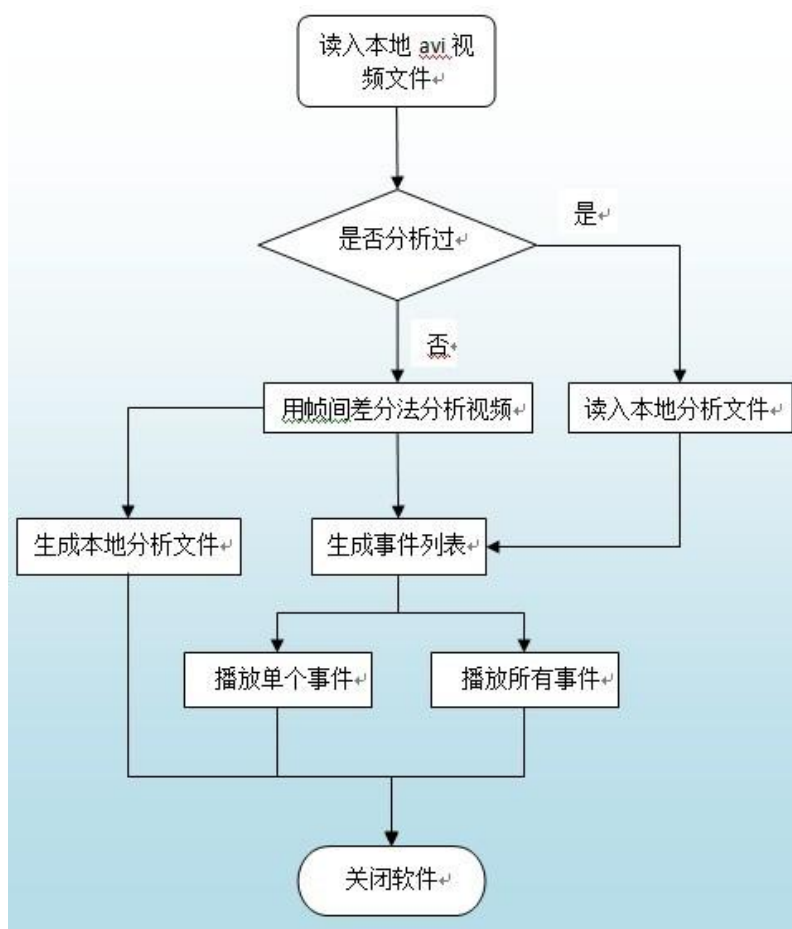 读入本地 avi 视
频文件↵
是↵
是否分析过↵
否↵
用帧间差分法分析视频↵
读入本地分析文件↵
生成本地分析文件↵
生成事件列表↵
播放单个事件↵
播放所有事件↵
关闭软件↵